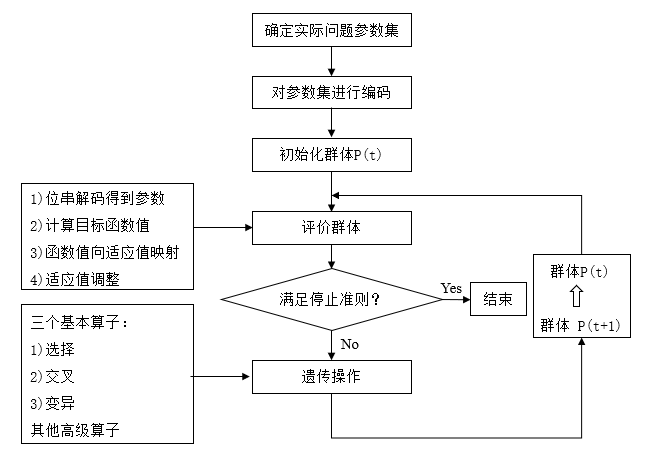 确定实际问题参数集
对参数集进行编码
初始化群体P(t)
1)位串解码得到参数
2)计算目标函数值
3)函数值向适应值映射
4)适应值调整
评价群体
满足停止准则?
Yes
结束
群体P(t)
群体 P(t+1)
No
三个基本算子:
1)选择
2)交叉
3)变异
其他高级算子
遗传操作